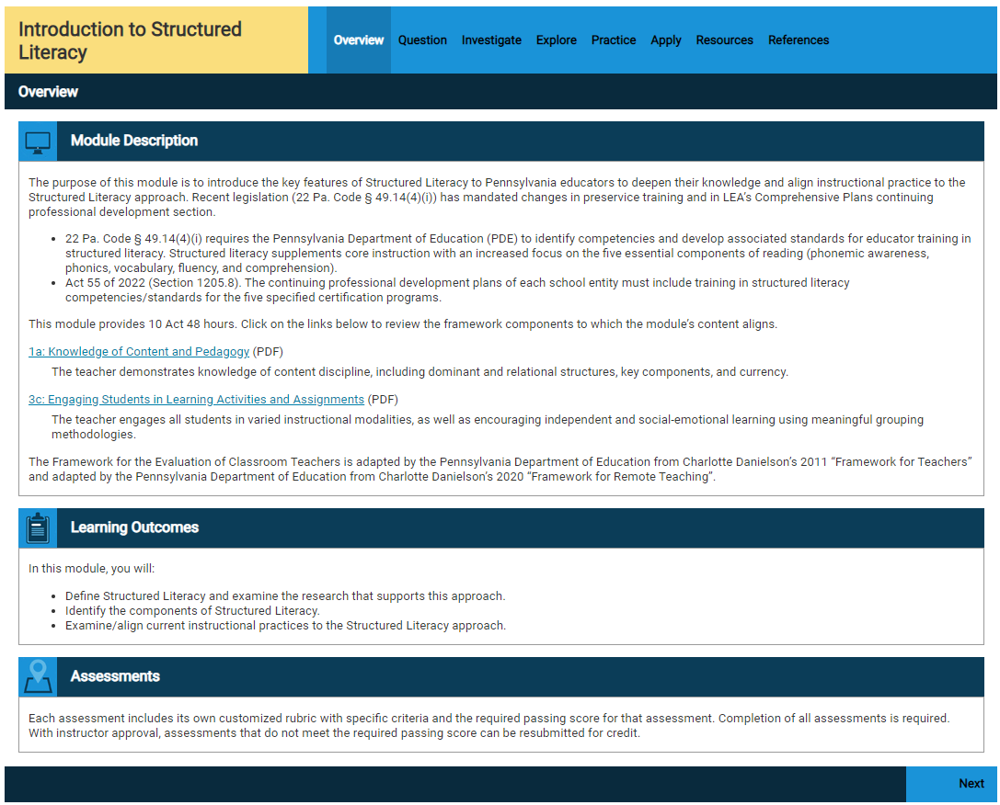 Introduction to Structured
Literacy
Overview
Question
Investigate
Explore
Practice
Apply
Resources
References
Overview
Module Description
The purpose of this module is to introduce the key features of Structured Literacy to Pennsylvania educators to deepen their knowledge and align instructional practice to the
Structured Literacy approach. Recent legislation (22 Pa. Code § 49.14(4)(i)) has mandated changes in preservice training and in LEA’s Comprehensive Plans continuing
professional development section.
• 22 Pa. Code § 49.14(4)(i) requires the Pennsylvania Department of Education (PDE) to identify competencies and develop associated standards for educator training in
structured literacy. Structured literacy supplements core instruction with an increased focus on the five essential components of reading (phonemic awareness,
phonics, vocabulary, fluency, and comprehension).
• Act 55 of 2022 (Section 1205.8). The continuing professional development plans of each school entity must include training in structured literacy
competencies/standards for the five specified certification programs.
This module provides 10 Act 48 hours. Click on the links below to review the framework components to which the module’s content aligns.
1a: Knowledge of Content and Pedagogy (PDF)
The teacher demonstrates knowledge of content discipline, including dominant and relational structures, key components, and currency.
3c: Engaging Students in Learning Activities and Assignments (PDF)
The teacher engages all students in varied instructional modalities, as well as encouraging independent and social-emotional learning using meaningful grouping
methodologies.
The Framework for the Evaluation of Classroom Teachers is adapted by the Pennsylvania Department of Education from Charlotte Danielson’s 2011 “Framework for Teachers”
and adapted by the Pennsylvania Department of Education from Charlotte Danielson’s 2020 “Framework for Remote Teaching”.
Learning Outcomes
In this module, you will:
• Define Structured Literacy and examine the research that supports this approach.
• Identify the components of Structured Literacy.
• Examine/align current instructional practices to the Structured Literacy approach.
Assessments
Each assessment includes its own customized rubric with specific criteria and the required passing score for that assessment. Completion of all assessments is required.
With instructor approval, assessments that do not meet the required passing score can be resubmitted for credit.
Next